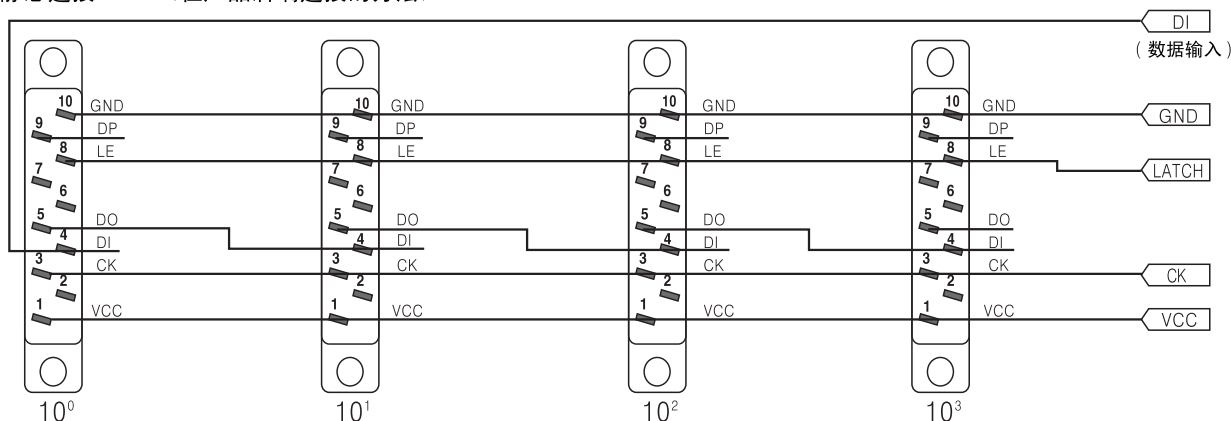 DI
(数据输入)
10 GND 10 GND 10 GND 10 GND GND
9 DP 9 DP 9 DP 9 DP
8 LE 8 LE 8 LE 8 LE LATCH
7 7 7 7
6 6 6 6
5 DO 5 5 DO 5 DO
4 DI 4 DI 4 DI 4 DI
3 CK 3 CK 3 CK 3 CK CK
2 2 2 2
1 VCC 1 VCC 1 VCC 1 VCC VCC
10⁰ 10¹ 10² 10³